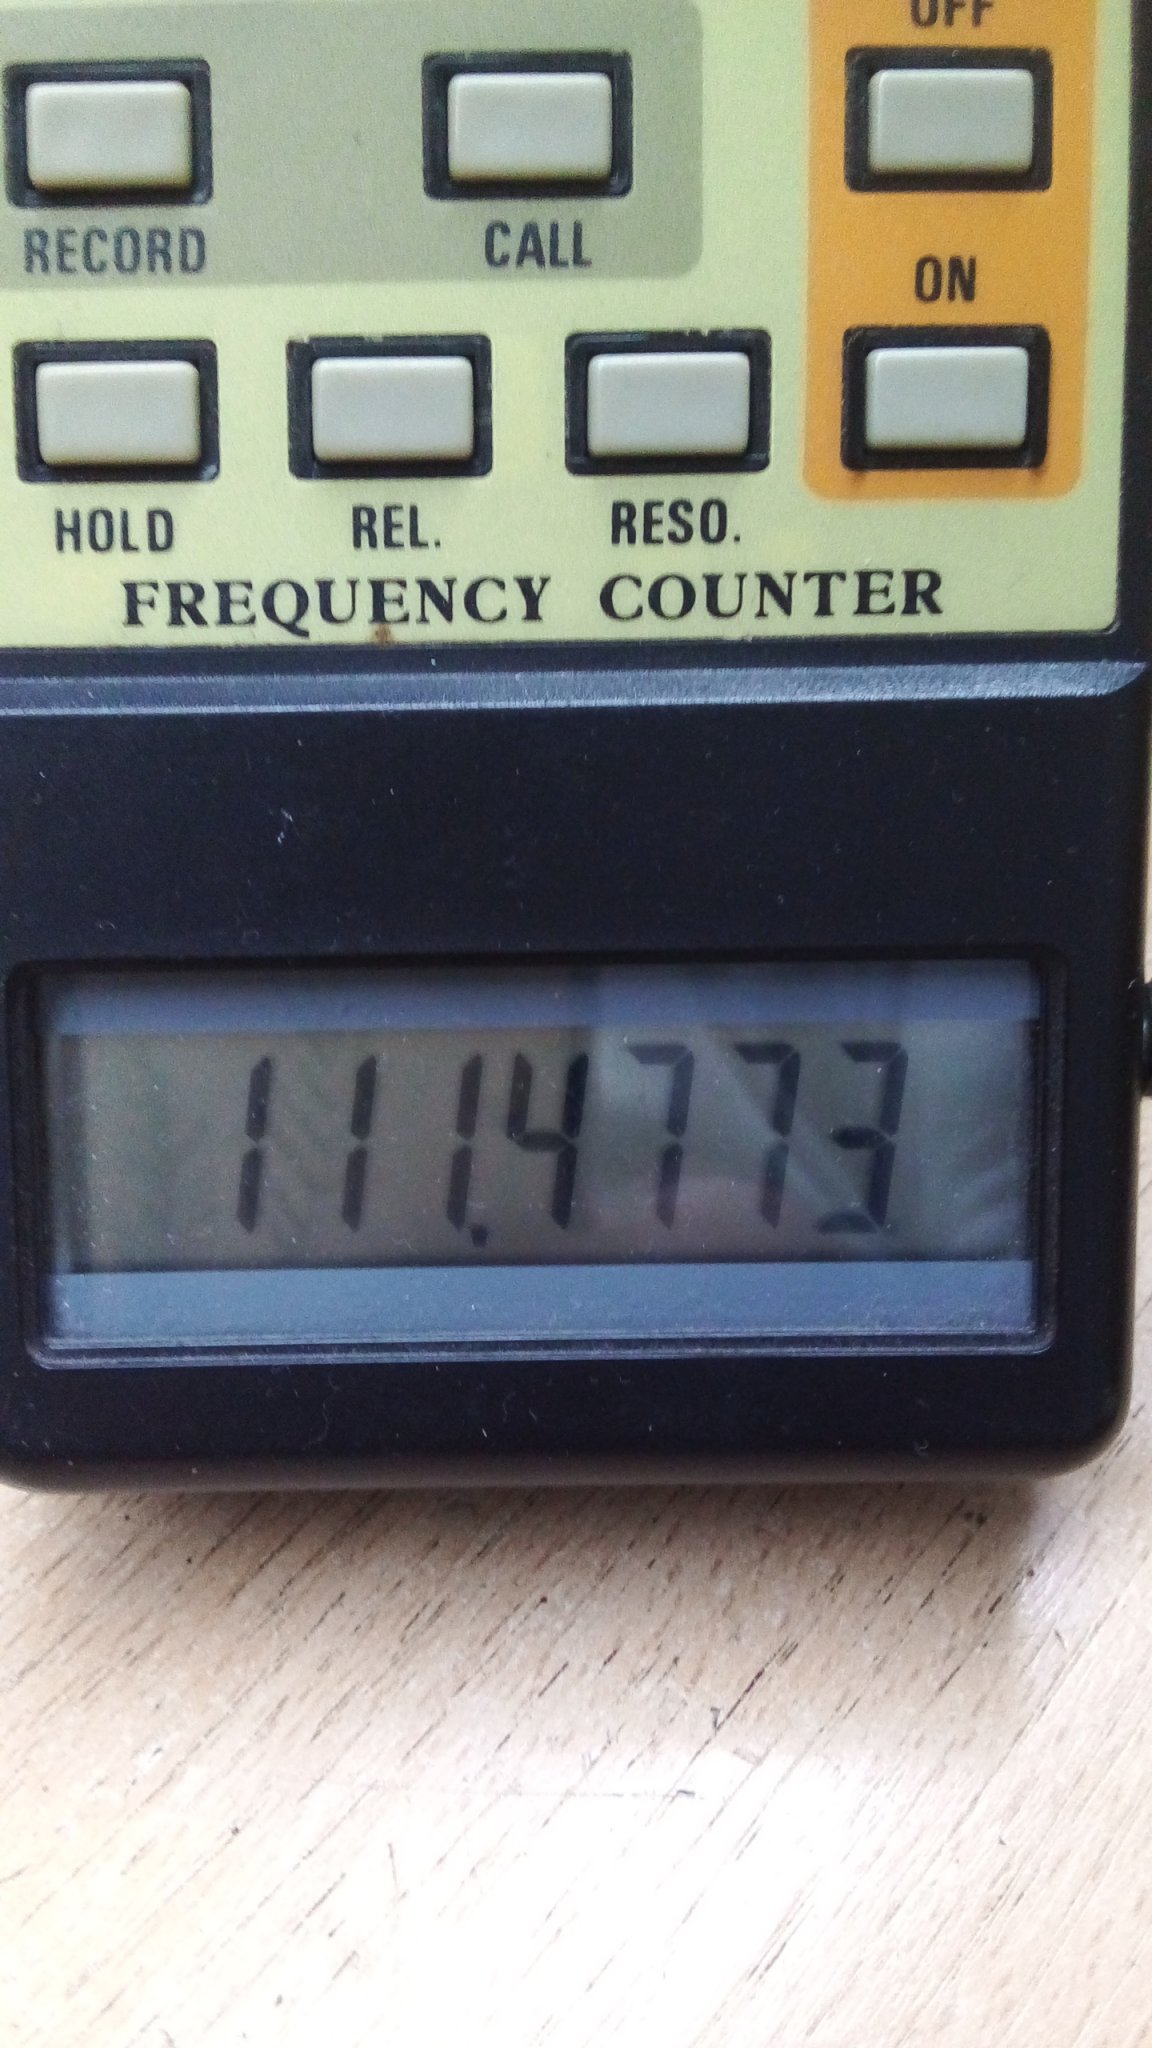 OFF
RECORD CALL
ON
HOLD REL. RESO.
FREQUENCY COUNTER
111.4773